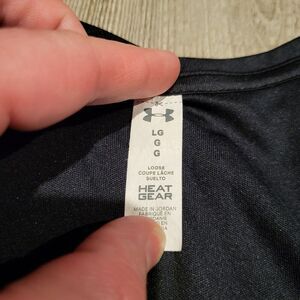 LG
G
G
LOOSE
COUPE LÂCHE
SUELTO
HEAT
GEAR
MADE IN JORDAN
FABRIQUÉ EN